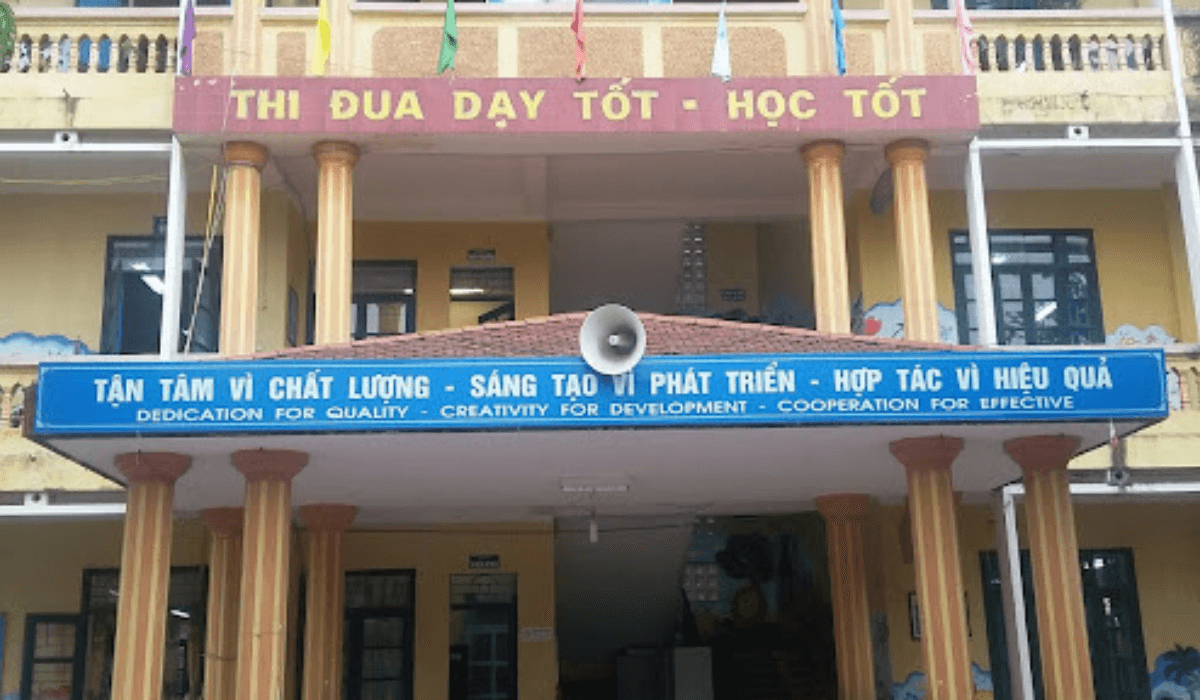 THI ĐUA DẠY TỐT - HỌC TỐT
TẬN TÂM VÌ CHẤT LƯỢNG - SÁNG TẠO VÌ PHÁT TRIỂN - HỢP TÁC VÌ HIỆU QUẢ
DEDICATION FOR QUALITY - CREATIVITY FOR DEVELOPMENT - COOPERATION FOR EFFECTIVE